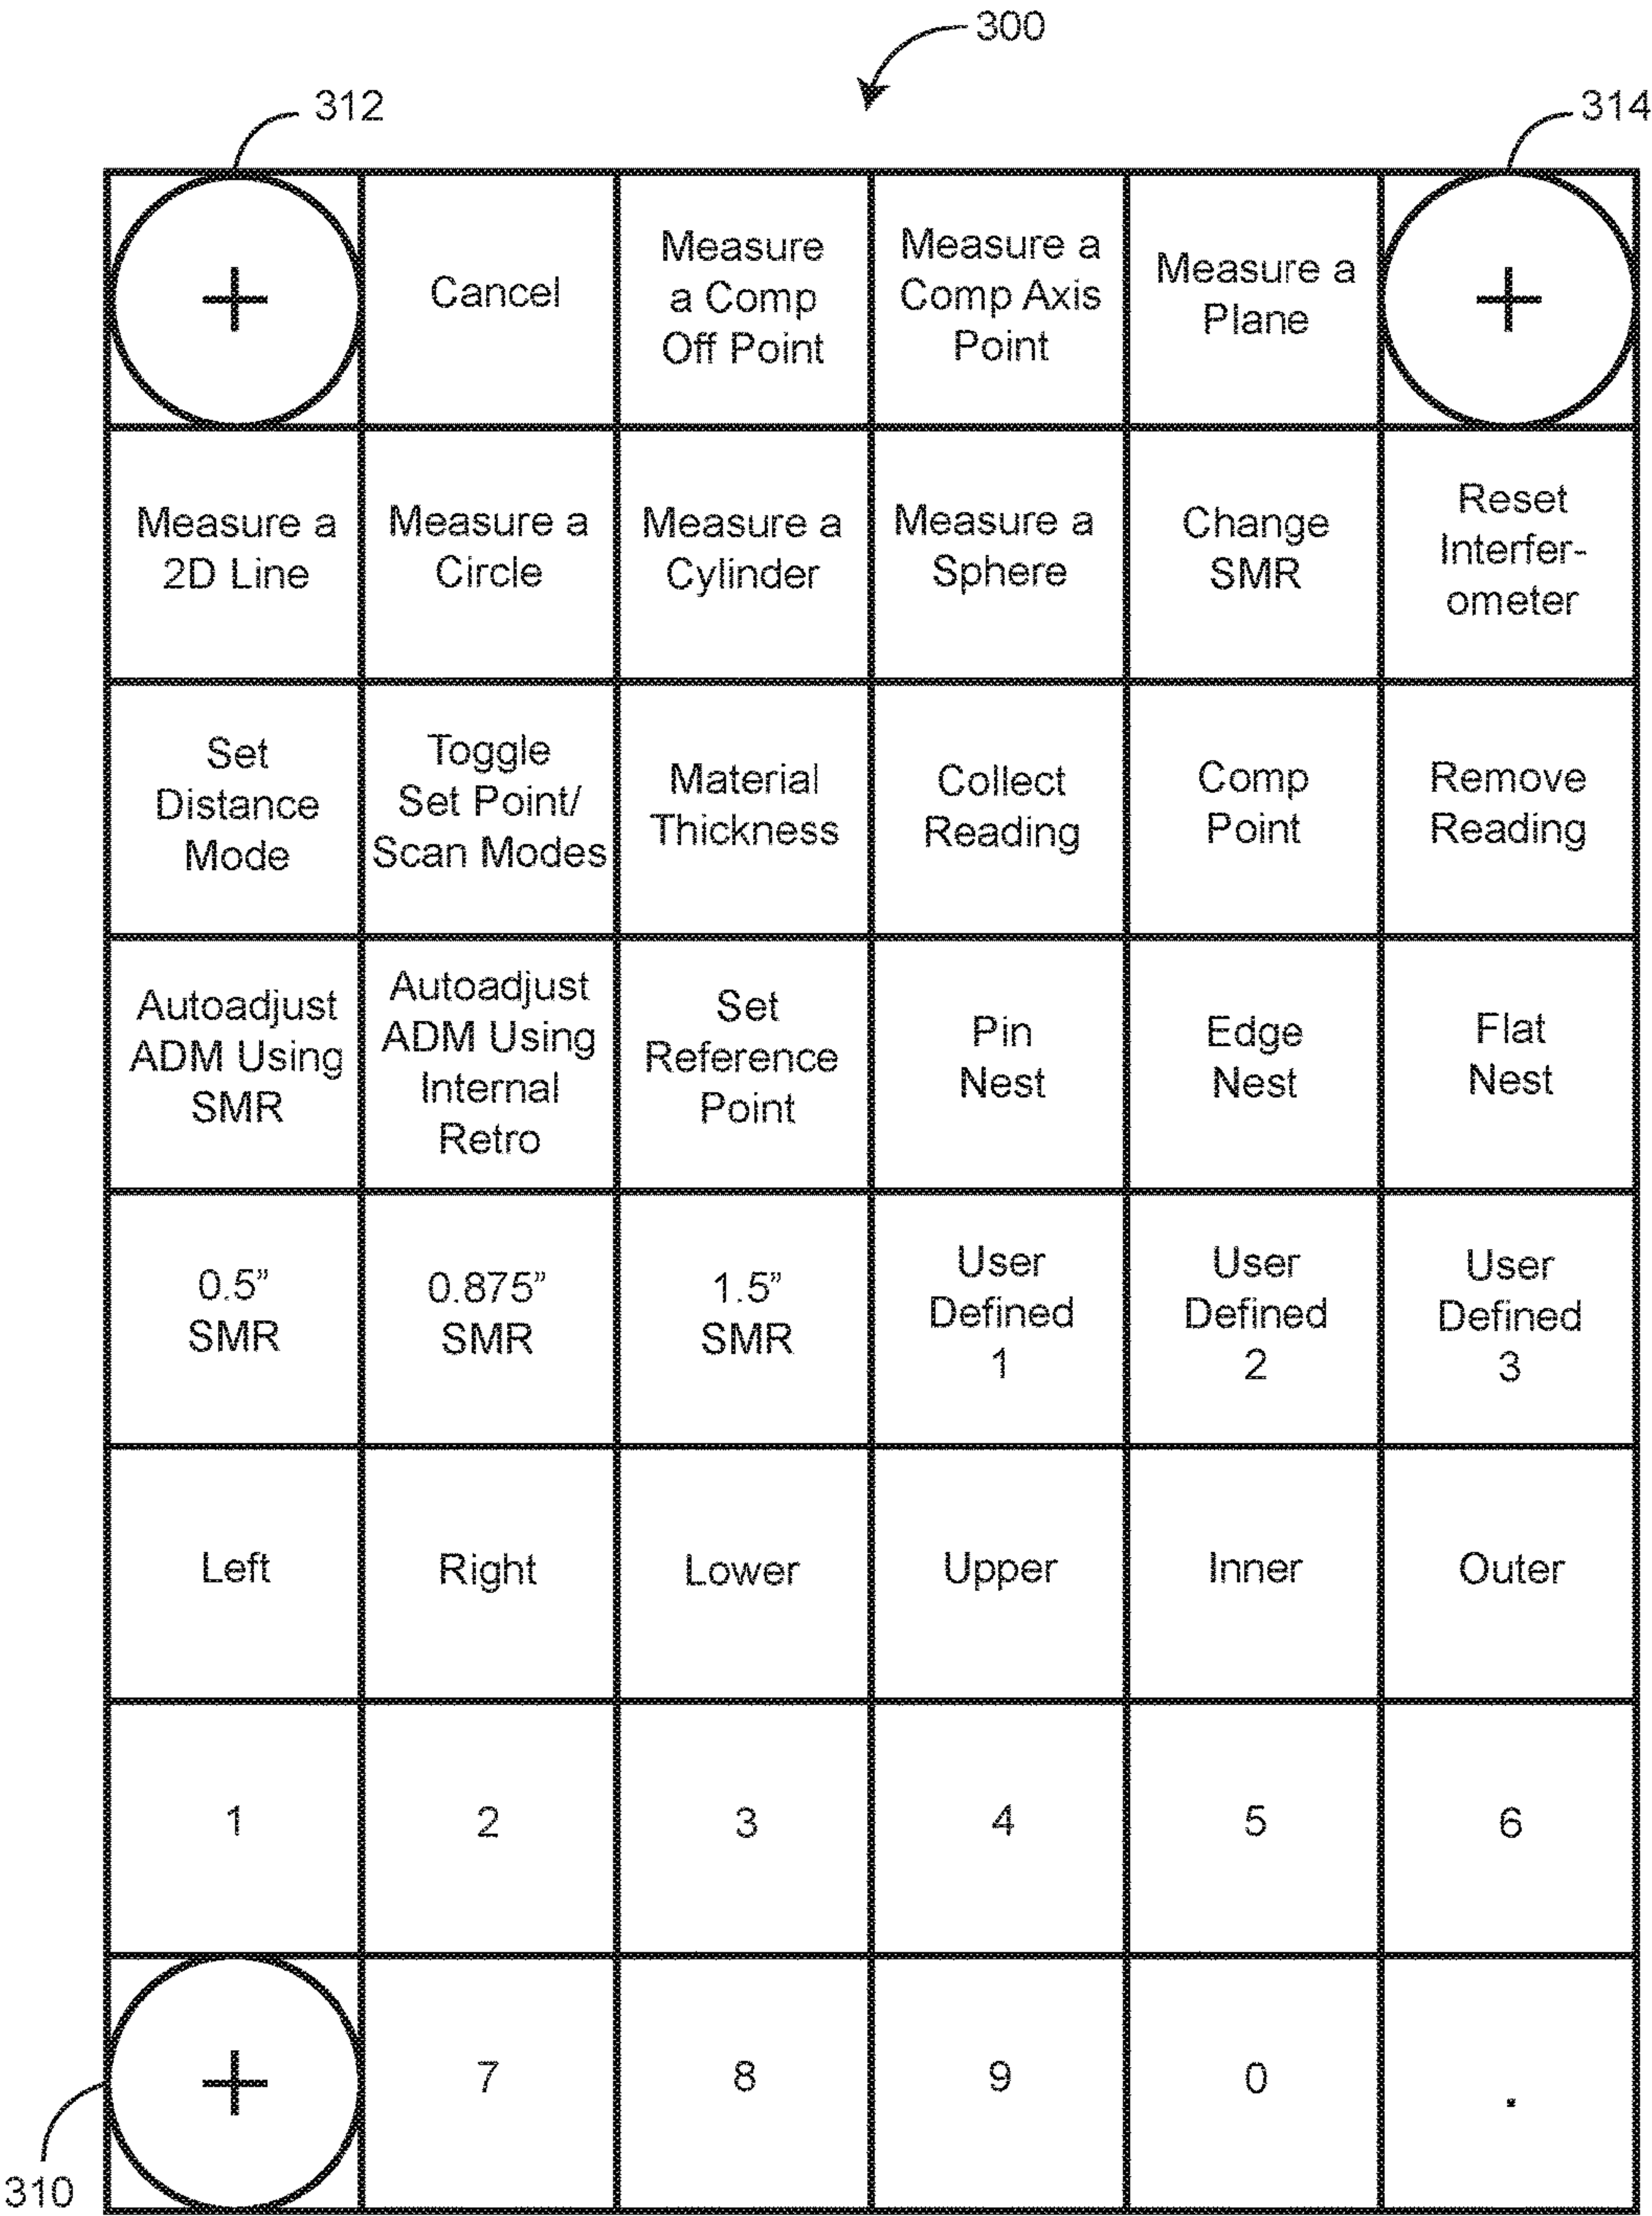 300
312
314
Cancel
Measure
a Comp
Off Point
Measure a
Comp Axis
Point
Measure a
Plane
Measure a
2D Line
Measure a
Circle
Measure a
Cylinder
Measure a
Sphere
Change
SMR
Reset
Interfer-
ometer
Set
Distance
Mode
Toggle
Set Point/
Scan Modes
Material
Thickness
Collect
Reading
Comp
Point
Remove
Reading
Autoadjust
ADM Using
SMR
Autoadjust
ADM Using
Internal
Retro
Set
Reference
Point
Pin
Nest
Edge
Nest
Flat
Nest
0.5”
SMR
0.875”
SMR
1.5”
SMR
User
Defined
1
User
Defined
2
User
Defined
3
Left
Right
Lower
Upper
Inner
Outer
1
2
3
4
5
6
7
8
9
0
.
310